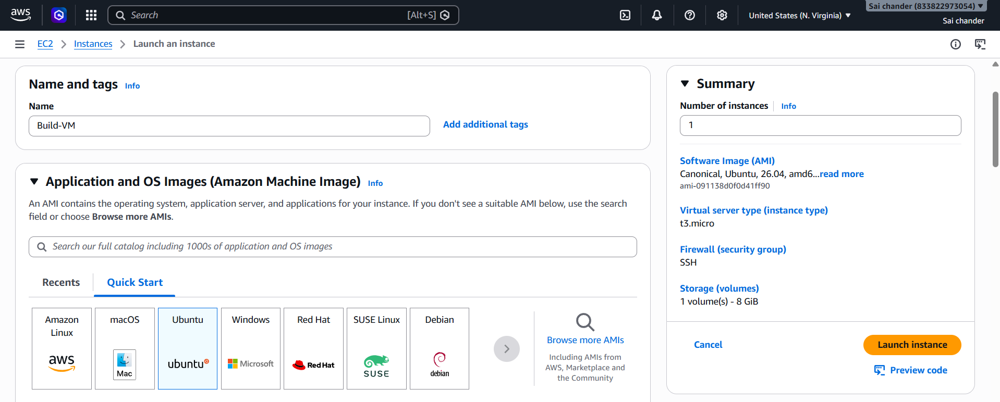 aws
Search
[Alt+S]
United States (N. Virginia)
Sai chander (833822973054)
Sai chander
EC2
Instances
Launch an instance
Name and tags
Info
Name
Build-VM
Add additional tags
Application and OS Images (Amazon Machine Image)
Info
An AMI contains the operating system, application server, and applications for your instance. If you don't see a suitable AMI below, use the search
field or choose Browse more AMIs.
Search our full catalog including 1000s of application and OS images
Recents
Quick Start
Amazon
Linux
aws
macOS
Mac
Ubuntu
ubuntu
Windows
Microsoft
Red Hat
Red Hat
SUSE Linux
SUSE
Debian
debian
Browse more AMIs
Including AMIs from
AWS, Marketplace and
the Community
Summary
Number of instances
Info
1
Software Image (AMI)
Canonical, Ubuntu, 26.04, amd6...read more
ami-091138d0f0d41ff90
Virtual server type (instance type)
t3.micro
Firewall (security group)
SSH
Storage (volumes)
1 volume(s) - 8 GiB
Cancel
Launch instance
Preview code